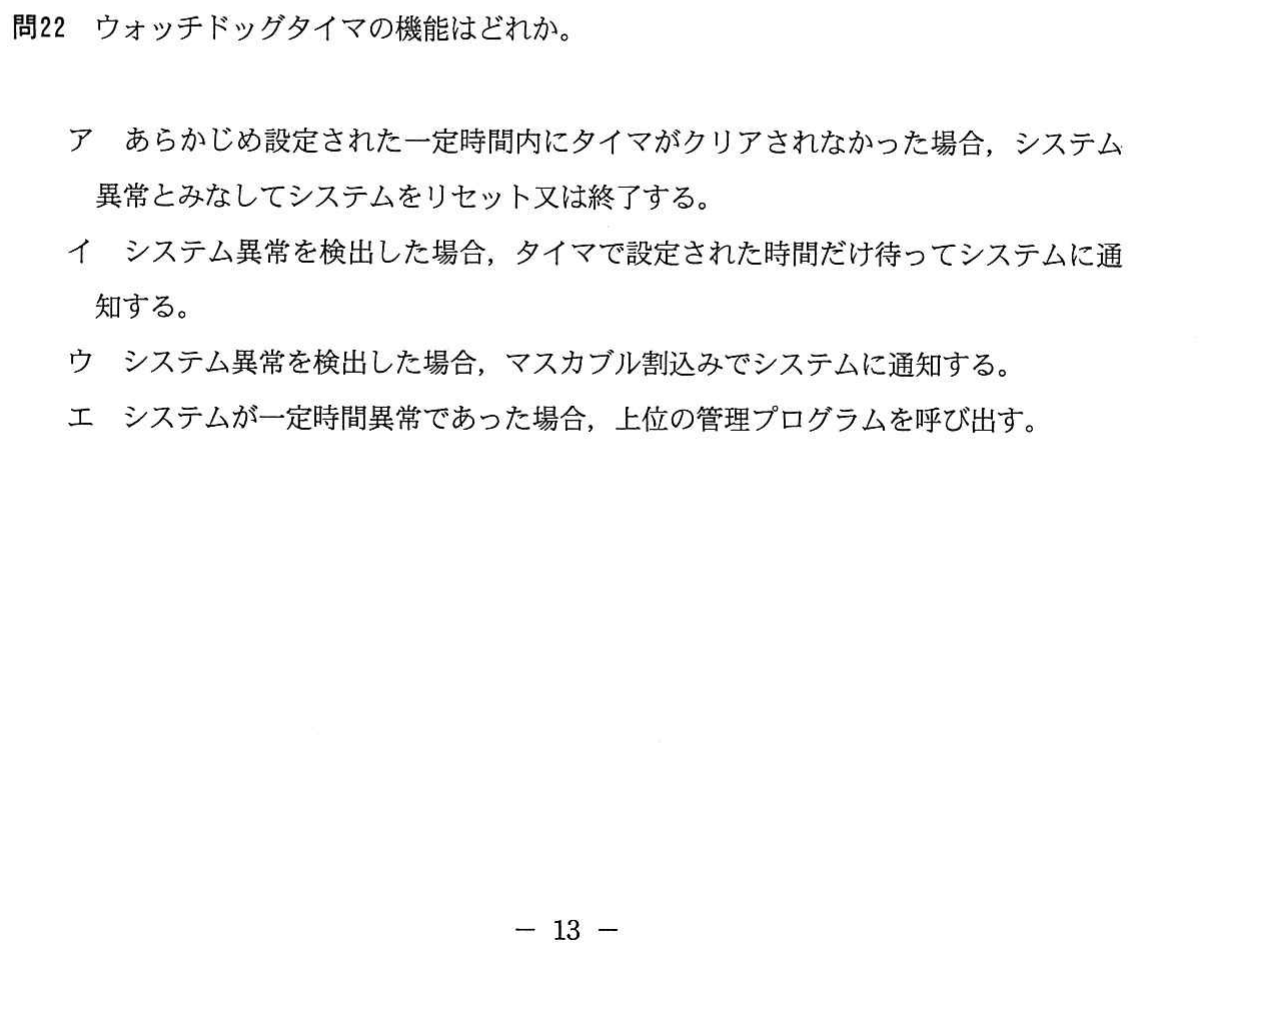 問22 ウォッチドッグタイマの機能はどれか。
ア あらかじめ設定された一定時間内にタイマがクリアされなかった場合，システム
異常とみなしてシステムをリセット又は終了する。
イ システム異常を検出した場合，タイマで設定された時間だけ待ってシステムに通
知する。
ウ システム異常を検出した場合，マスカブル割込みでシステムに通知する。
エ システムが一定時間異常であった場合，上位の管理プログラムを呼び出す。
－ 13 －